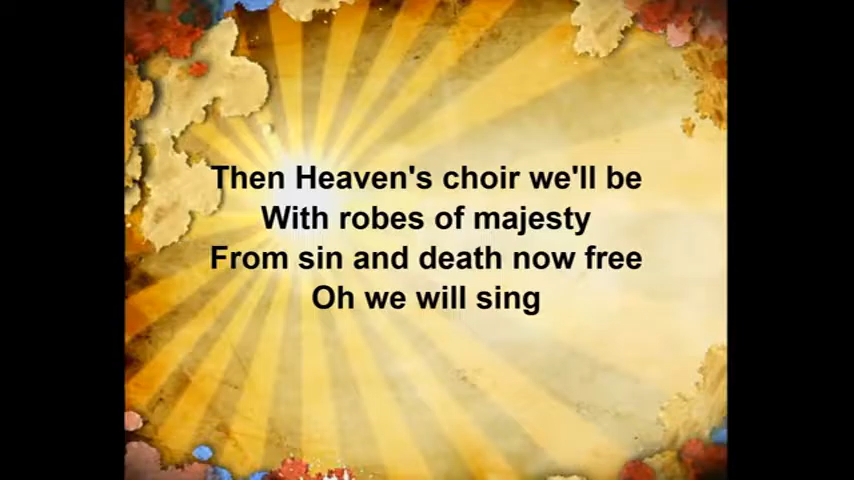 Then Heaven's choir we'll be
With robes of majesty
From sin and death now free
Oh we will sing